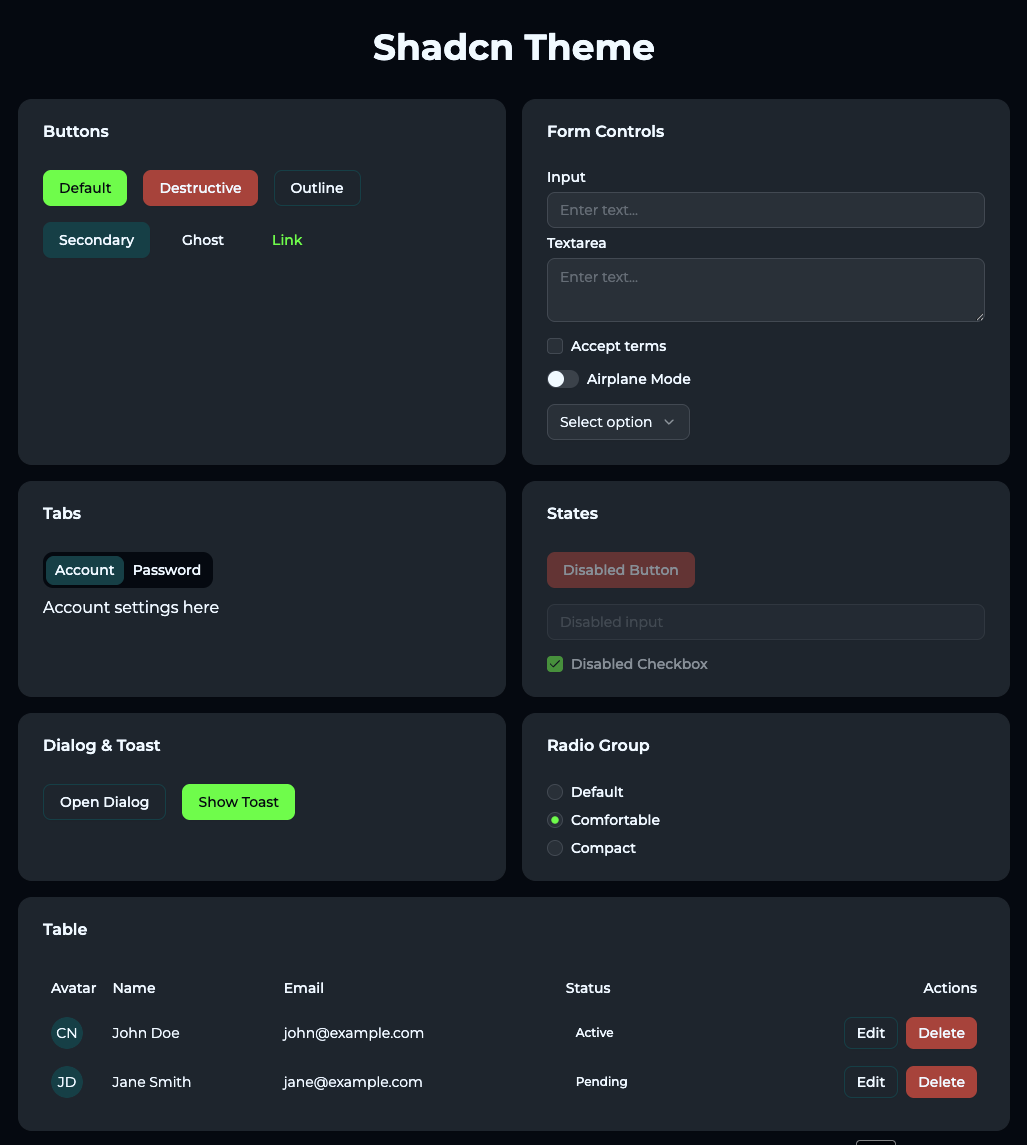 Shadcn Theme
Buttons
Default
Destructive
Outline
Secondary
Ghost
Link
Form Controls
Input
Enter text...
Textarea
Enter text...
Accept terms
Airplane Mode
Select option
Tabs
Account
Password
Account settings here
States
Disabled Button
Disabled input
Disabled Checkbox
Dialog & Toast
Open Dialog
Show Toast
Radio Group
Default
Comfortable
Compact
Table
Avatar Name Email Status Actions
CN John Doe john@example.com Active Edit Delete
JD Jane Smith jane@example.com Pending Edit Delete